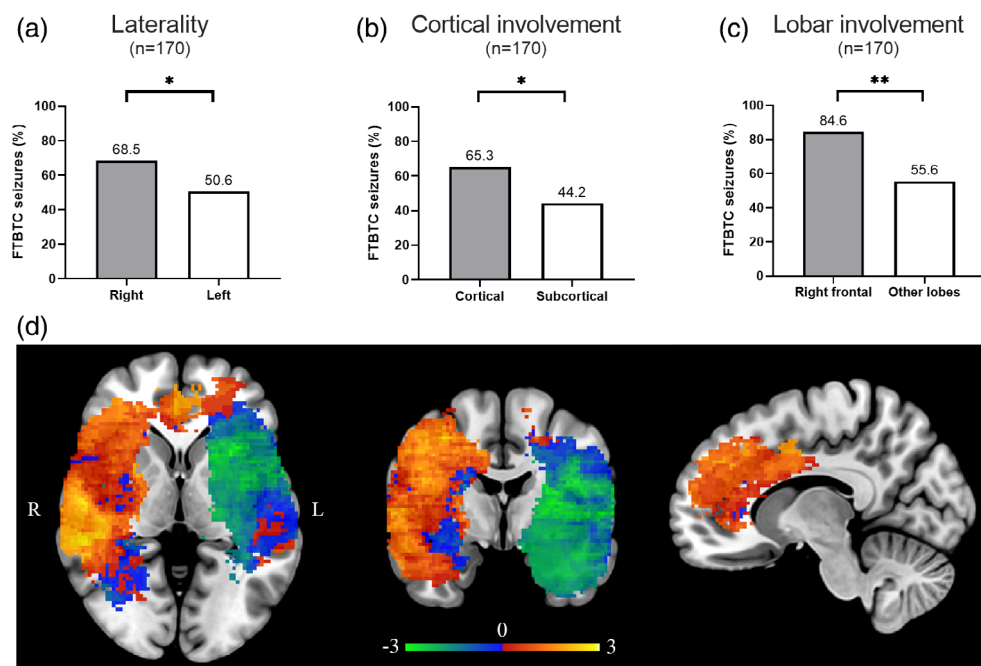 (a) Laterality
(n=170)
*
FTBTC seizures (%)
100
80
60
40
20
0
68.5
50.6
Right Left
(b) Cortical involvement
(n=170)
*
FTBTC seizures (%)
100
80
60
40
20
0
65.3
44.2
Cortical Subcortical
(c) Lobar involvement
(n=170)
**
FTBTC seizures (%)
100
80
60
40
20
0
84.6
55.6
Right frontal Other lobes
(d)
R L
0
-3 3